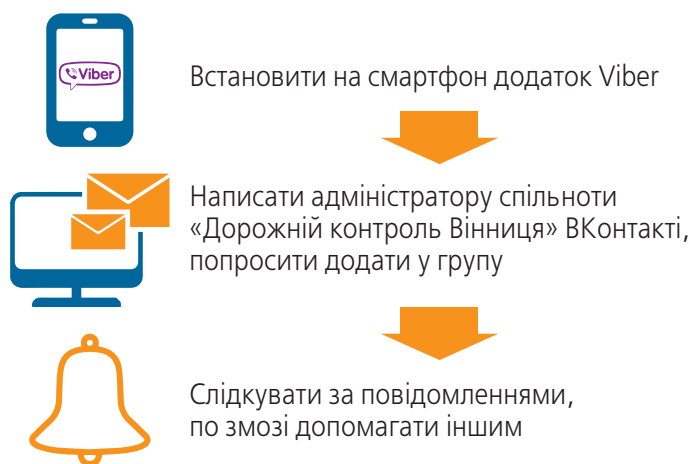 Viber
Встановити на смартфон додаток Viber
Написати адміністратору спільноти
«Дорожній контроль Вінниця» ВКонтакті,
попросити додати у групу
Слідкувати за повідомленнями,
по змозі допомагати іншим